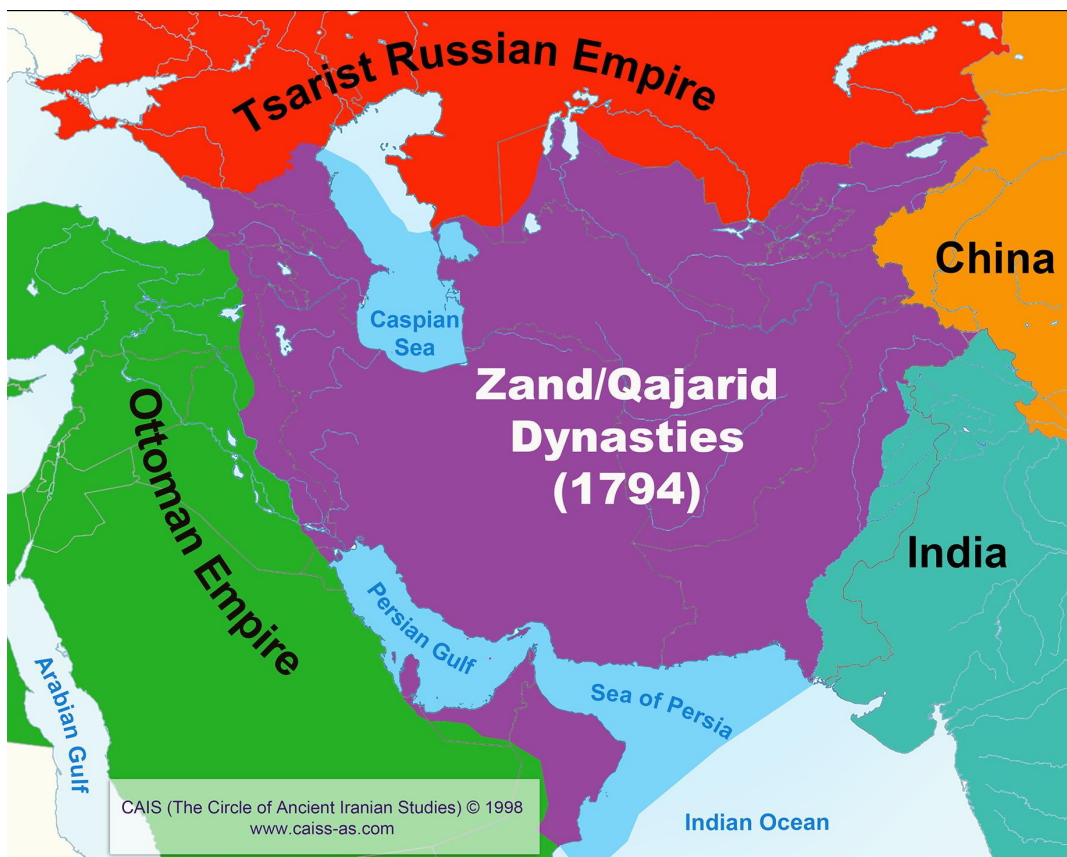 Tsarist Russian Empire
China
Caspian
Sea
Zand/Qajarid
Dynasties
(1794)
Ottoman Empire
India
Persian Gulf
Sea of Persia
Arabian Gulf
Indian Ocean
CAIS (The Circle of Ancient Iranian Studies) © 1998
www.caiss-as.com